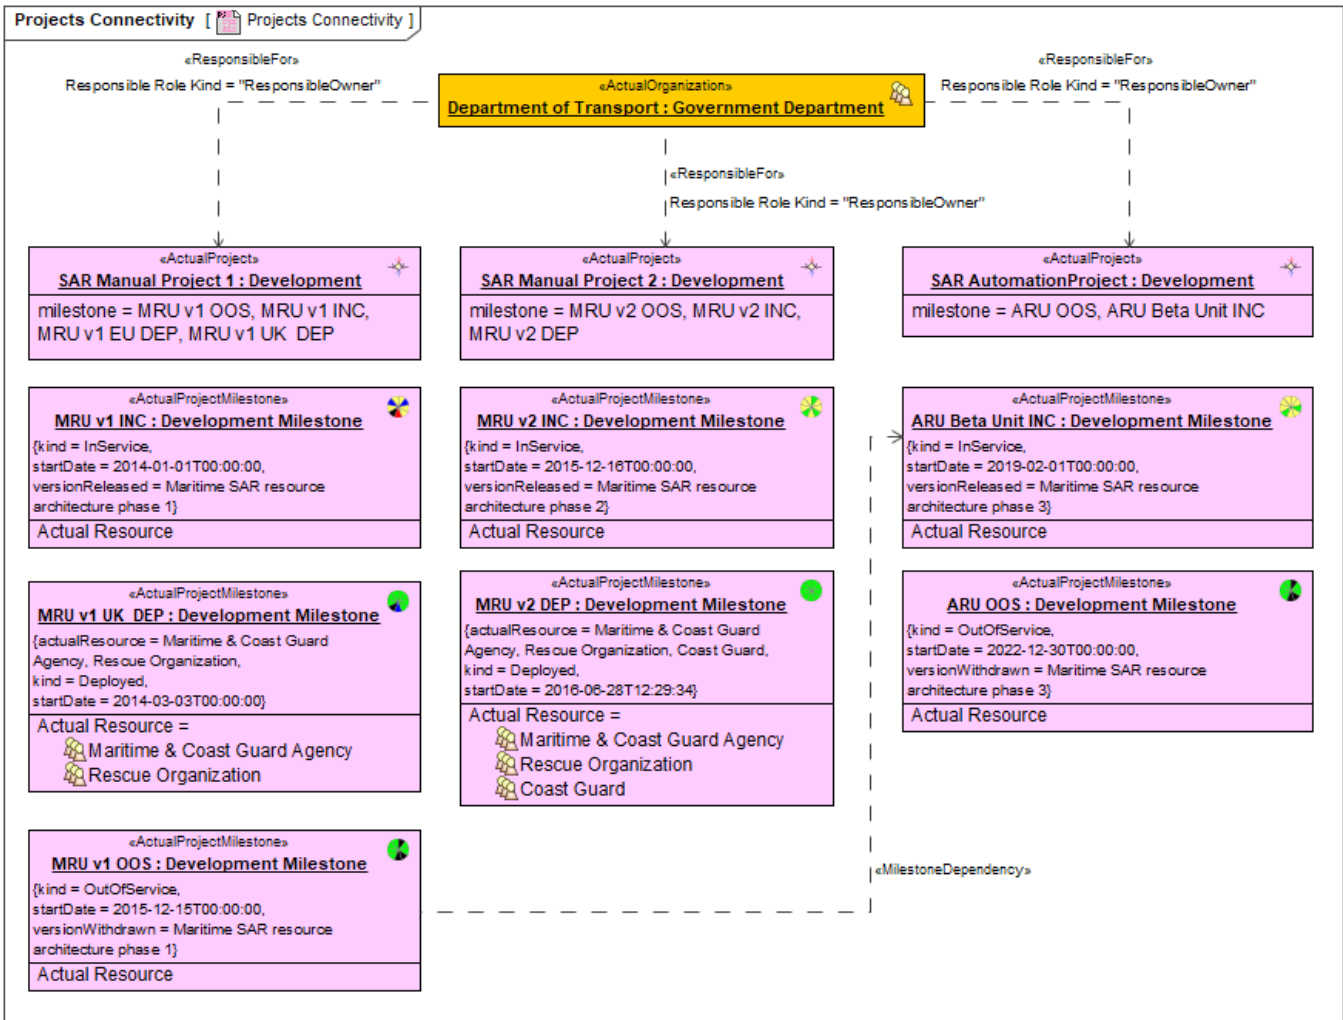 Projects Connectivity [ Projects Connectivity ]
«ResponsibleFor»
Responsible Role Kind = "ResponsibleOwner"
«ActualOrganization»
Department of Transport : Government Department
«ResponsibleFor»
Responsible Role Kind = "ResponsibleOwner"
«ResponsibleFor»
Responsible Role Kind = "ResponsibleOwner"
«ActualProject»
SAR Manual Project 1 : Development
milestone = MRU v1 OOS, MRU v1 INC,
MRU v1 EU DEP, MRU v1 UK  DEP
«ActualProject»
SAR Manual Project 2 : Development
milestone = MRU v2 OOS, MRU v2 INC,
MRU v2 DEP
«ActualProject»
SAR AutomationProject : Development
milestone = ARU OOS, ARU Beta Unit INC
«ActualProjectMilestone»
MRU v1 INC : Development Milestone
{kind = InService,
startDate = 2014-01-01T00:00:00,
versionReleased = Maritime SAR resource
architecture phase 1}
Actual Resource
«ActualProjectMilestone»
MRU v2 INC : Development Milestone
{kind = InService,
startDate = 2015-12-16T00:00:00,
versionReleased = Maritime SAR resource
architecture phase 2}
Actual Resource
«ActualProjectMilestone»
ARU Beta Unit INC : Development Milestone
{kind = InService,
startDate = 2019-02-01T00:00:00,
versionReleased = Maritime SAR resource
architecture phase 3}
Actual Resource
«ActualProjectMilestone»
MRU v1 UK  DEP : Development Milestone
{actualResource = Maritime & Coast Guard
Agency, Rescue Organization,
kind = Deployed,
startDate = 2014-03-03T00:00:00}
Actual Resource =
Maritime & Coast Guard Agency
Rescue Organization
«ActualProjectMilestone»
MRU v2 DEP : Development Milestone
{actualResource = Maritime & Coast Guard
Agency, Rescue Organization, Coast Guard,
kind = Deployed,
startDate = 2016-06-28T12:29:34}
Actual Resource =
Maritime & Coast Guard Agency
Rescue Organization
Coast Guard
«ActualProjectMilestone»
ARU OOS : Development Milestone
{kind = OutOfService,
startDate = 2022-12-30T00:00:00,
versionWithdrawn = Maritime SAR resource
architecture phase 3}
Actual Resource
«ActualProjectMilestone»
MRU v1 OOS : Development Milestone
{kind = OutOfService,
startDate = 2015-12-15T00:00:00,
versionWithdrawn = Maritime SAR resource
architecture phase 1}
Actual Resource
«MilestoneDependency»